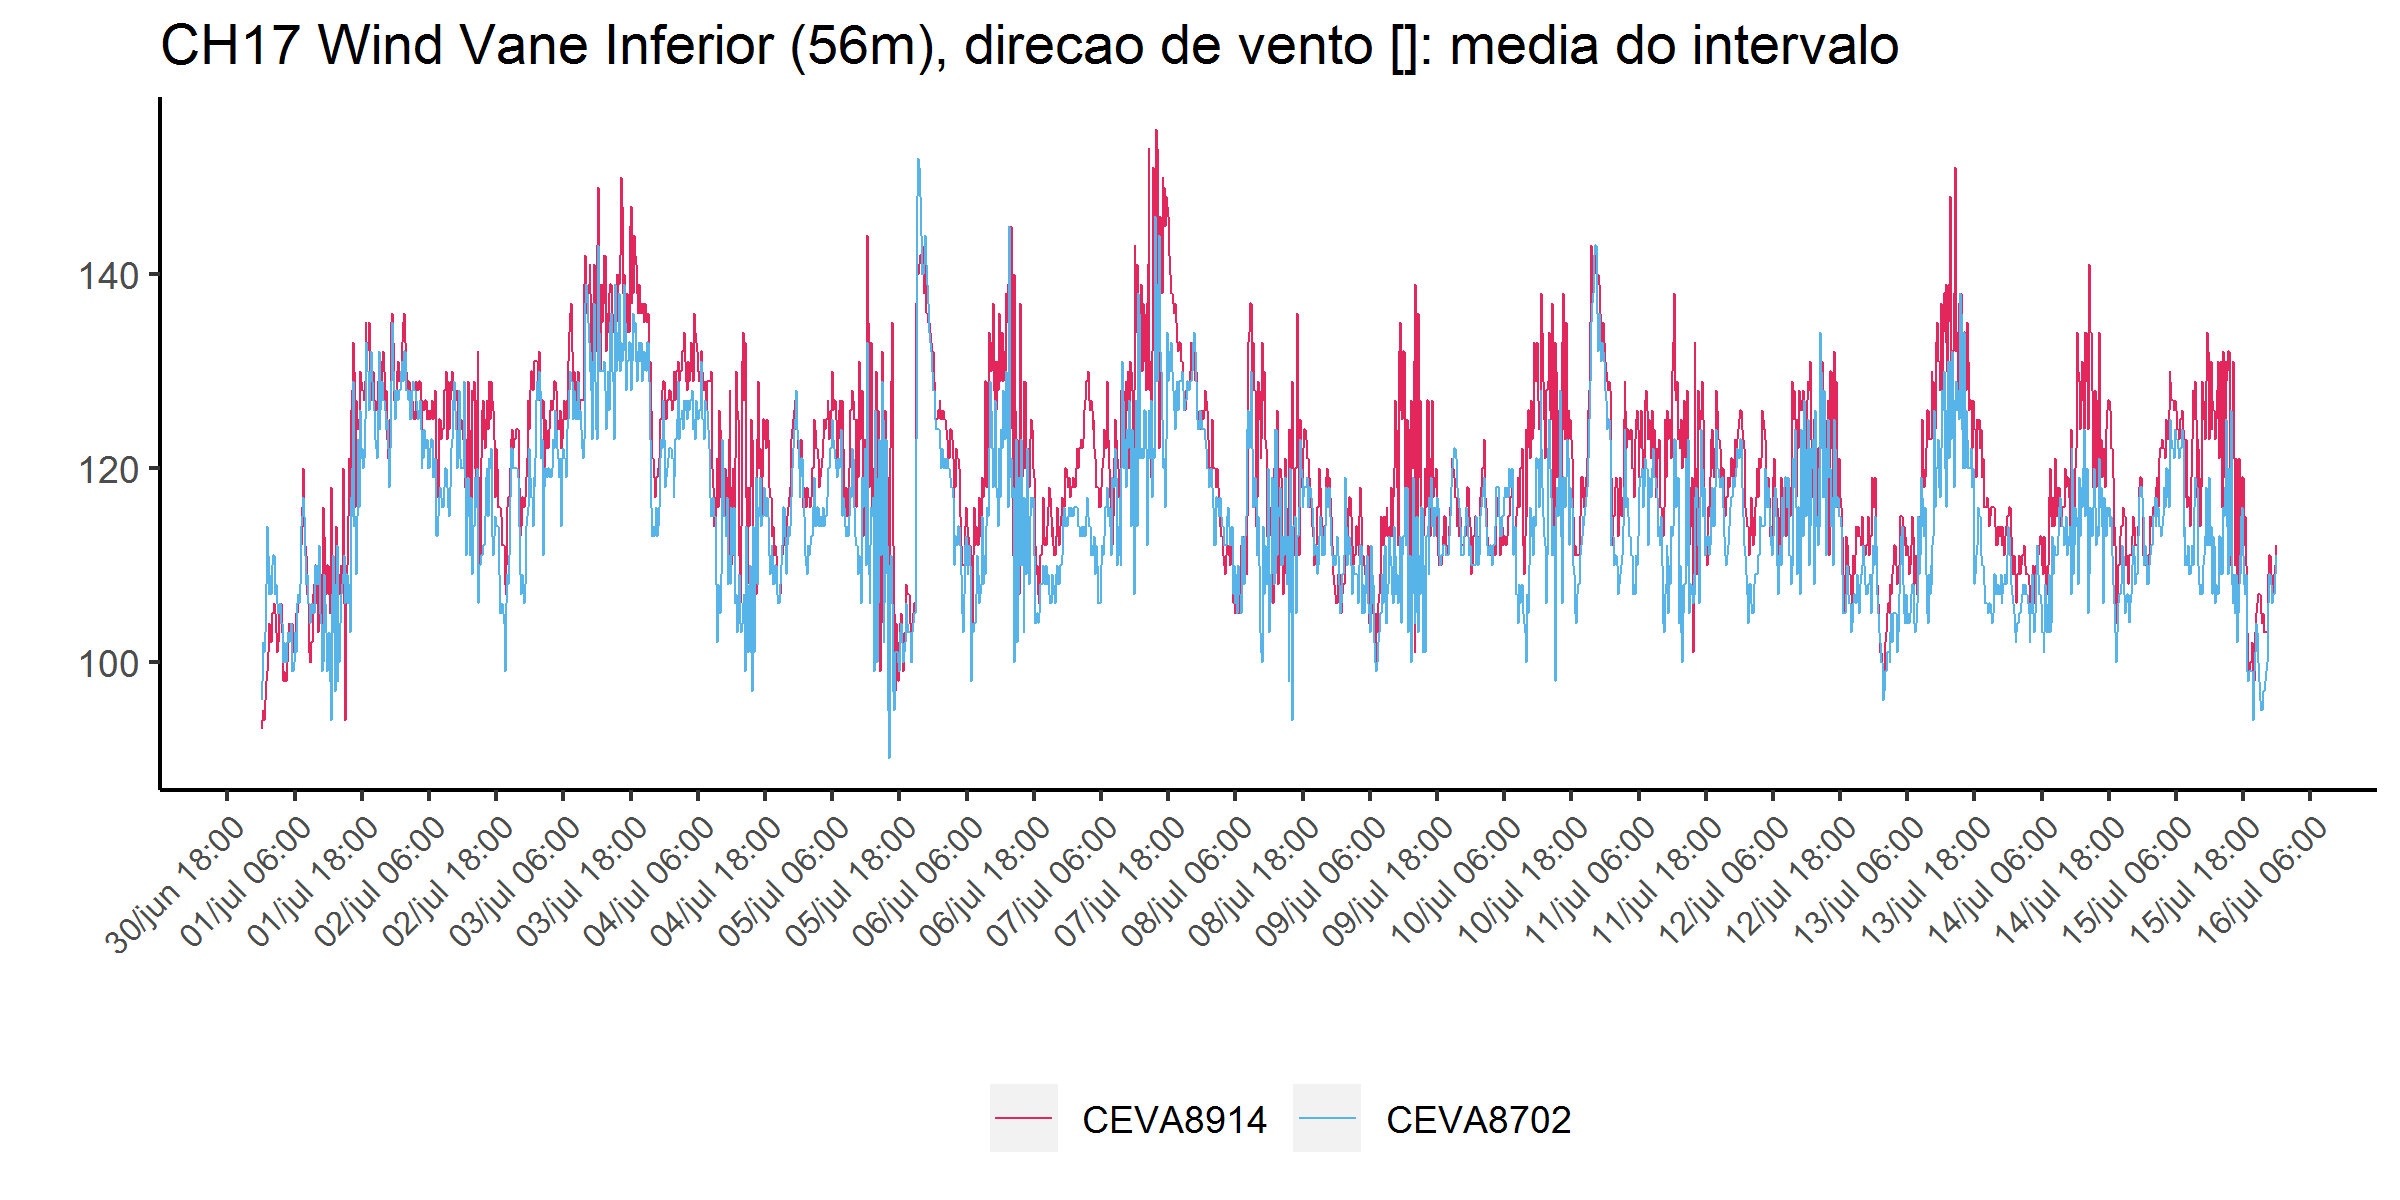 CH17 Wind Vane Inferior (56m), direcao de vento []: media do intervalo
140
120
100
30/jun 18:00
01/jul 06:00
01/jul 18:00
02/jul 06:00
02/jul 18:00
03/jul 06:00
03/jul 18:00
04/jul 06:00
04/jul 18:00
05/jul 06:00
05/jul 18:00
06/jul 06:00
06/jul 18:00
07/jul 06:00
07/jul 18:00
08/jul 06:00
08/jul 18:00
09/jul 06:00
09/jul 18:00
10/jul 06:00
10/jul 18:00
11/jul 06:00
11/jul 18:00
12/jul 06:00
12/jul 18:00
13/jul 06:00
13/jul 18:00
14/jul 06:00
14/jul 18:00
15/jul 06:00
15/jul 18:00
16/jul 06:00
CEVA8914 CEVA8702